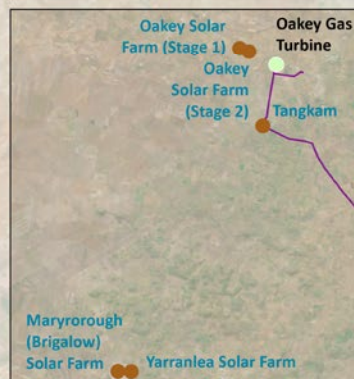 Oakey Solar
Farm (Stage 1)
Oakey Gas
Turbine
Oakey
Solar Farm
(Stage 2)
Tangkam
Maryrorough
(Brigalow)
Solar Farm
Yarranlea Solar Farm